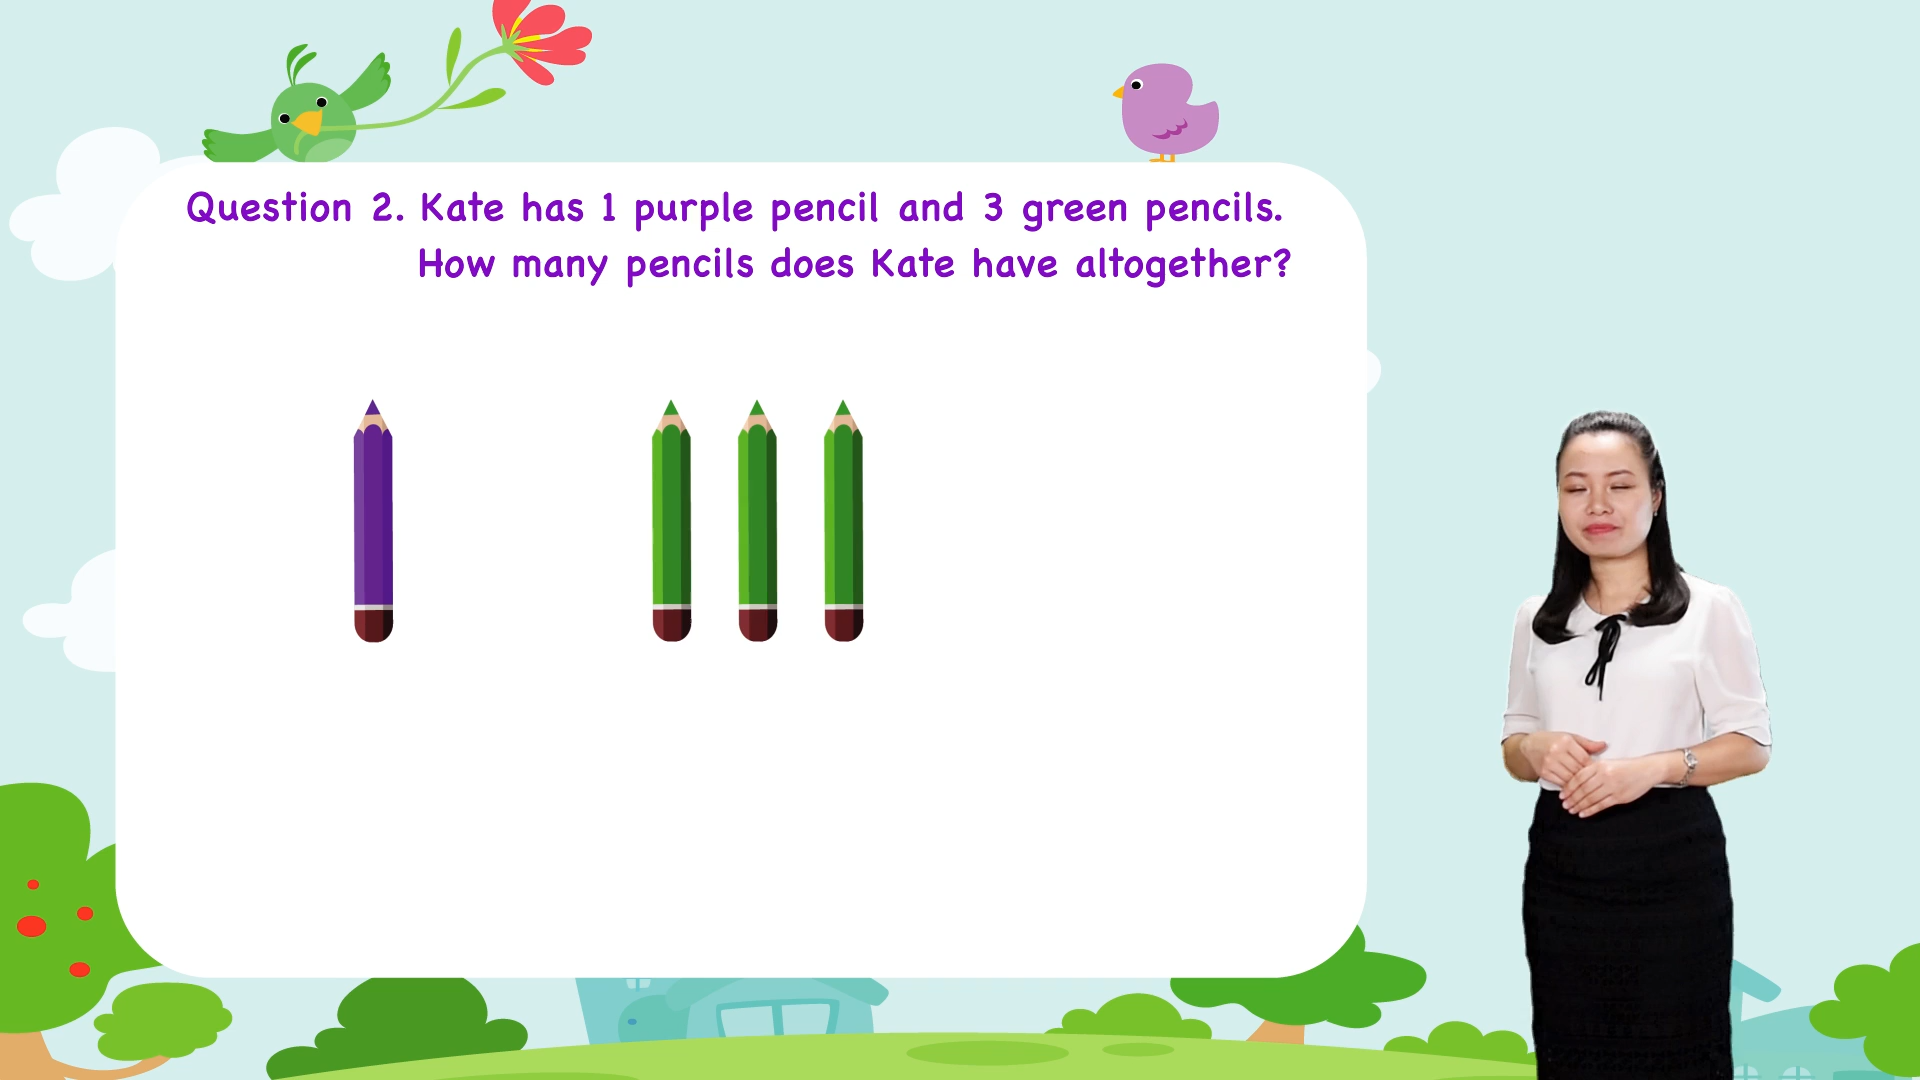 Question 2. Kate has 1 purple pencil and 3 green pencils.
How many pencils does Kate have altogether?